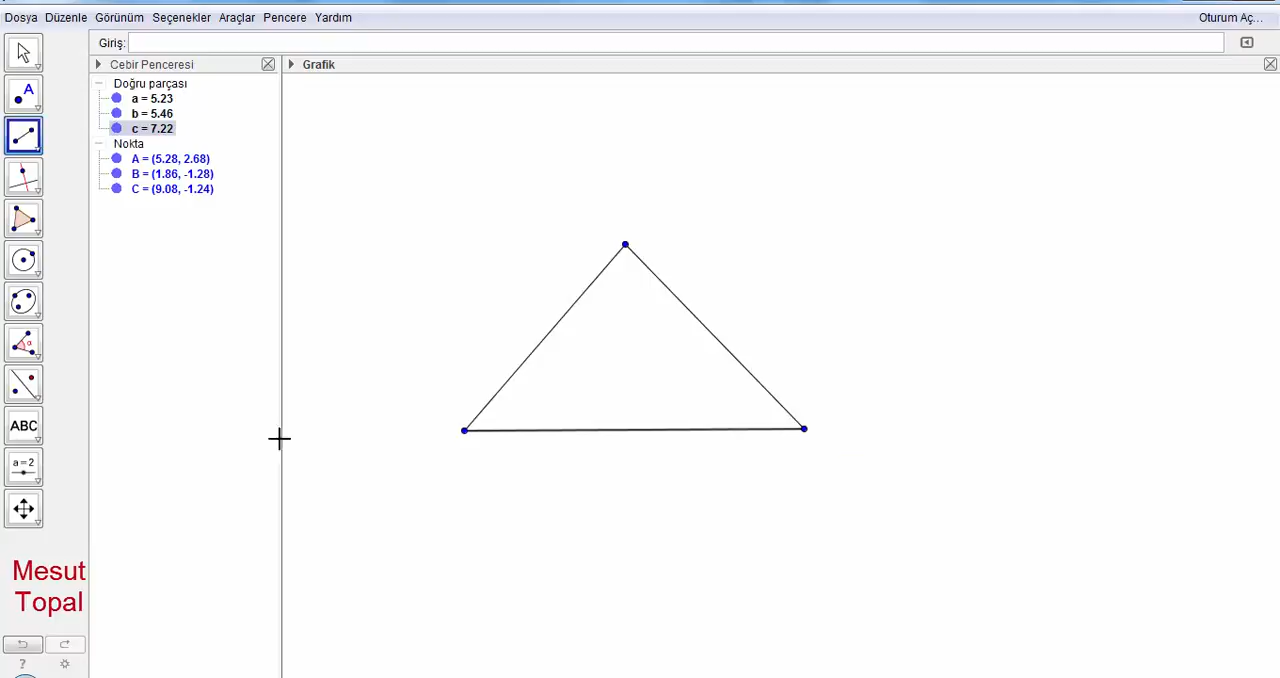 Dosya Düzenle Görünüm Seçenekler Araçlar Pencere Yardım Oturum Aç...
Giriş:
Cebir Penceresi Grafik
Doğru parçası
a = 5.23
b = 5.46
c = 7.22
Nokta
A = (5.28, 2.68)
B = (1.86, -1.28)
C = (9.08, -1.24)
A
α
ABC
a = 2
Mesut
Topal
?